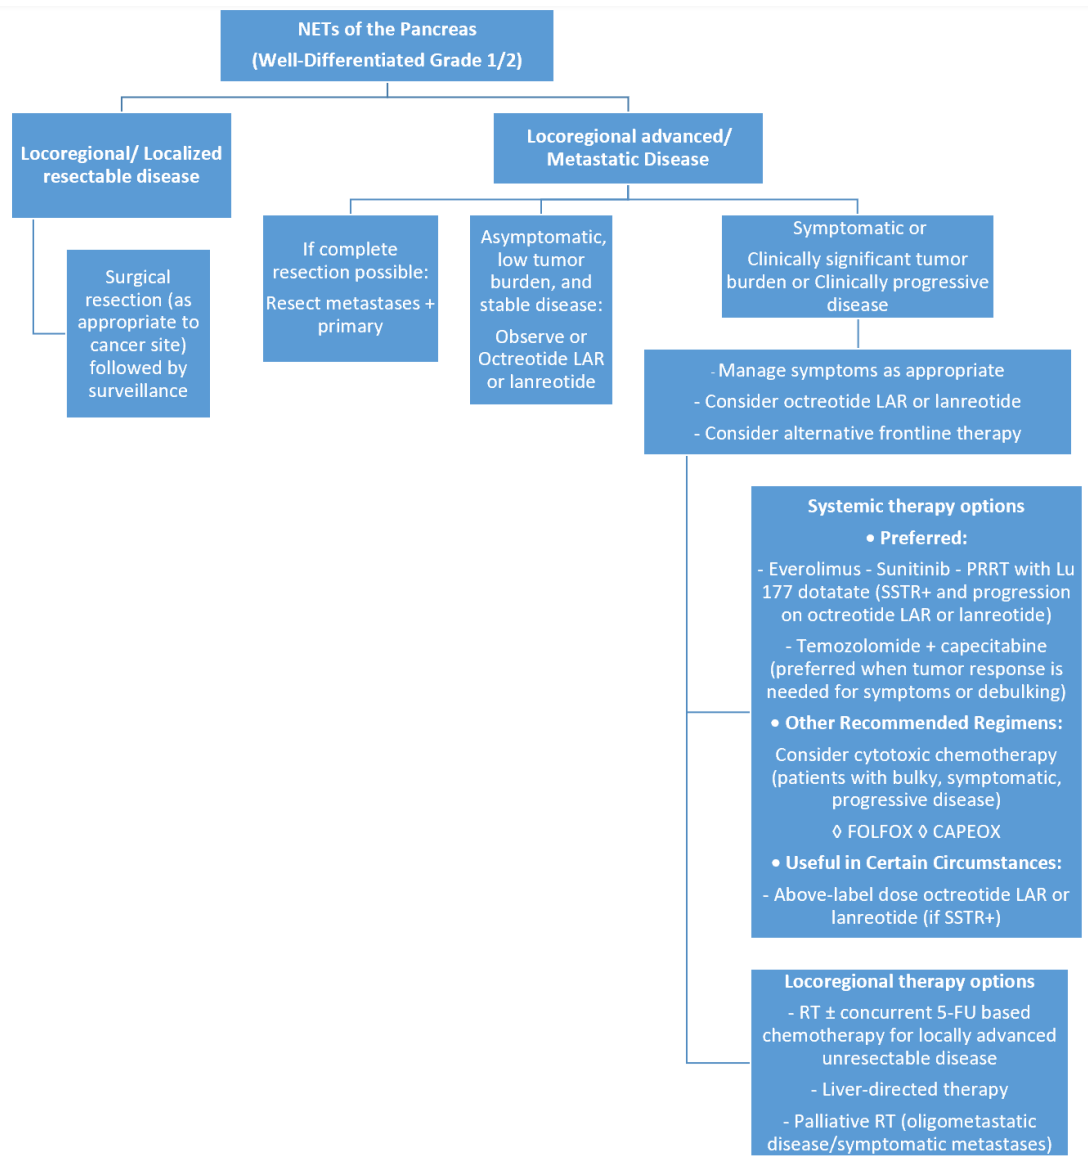 NETs of the Pancreas
(Well-Differentiated Grade 1/2)
Locoregional/ Localized
resectable disease
Surgical
resection (as
appropriate to
cancer site)
followed by
surveillance
Locoregional advanced/
Metastatic Disease
If complete
resection possible:
Resect metastases +
primary
Asymptomatic,
low tumor
burden, and
stable disease:
Observe or
Octreotide LAR
or lanreotide
Symptomatic or
Clinically significant tumor
burden or Clinically progressive
disease
- Manage symptoms as appropriate
- Consider octreotide LAR or lanreotide
- Consider alternative frontline therapy
Systemic therapy options
• Preferred:
- Everolimus - Sunitinib - PRRT with Lu
177 dotatate (SSTR+ and progression
on octreotide LAR or lanreotide)
- Temozolomide + capecitabine
(preferred when tumor response is
needed for symptoms or debulking)
• Other Recommended Regimens:
Consider cytotoxic chemotherapy
(patients with bulky, symptomatic,
progressive disease)
◊ FOLFOX ◊ CAPEOX
• Useful in Certain Circumstances:
- Above-label dose octreotide LAR or
lanreotide (if SSTR+)
Locoregional therapy options
- RT ± concurrent 5-FU based
chemotherapy for locally advanced
unresectable disease
- Liver-directed therapy
- Palliative RT (oligometastatic
disease/symptomatic metastases)